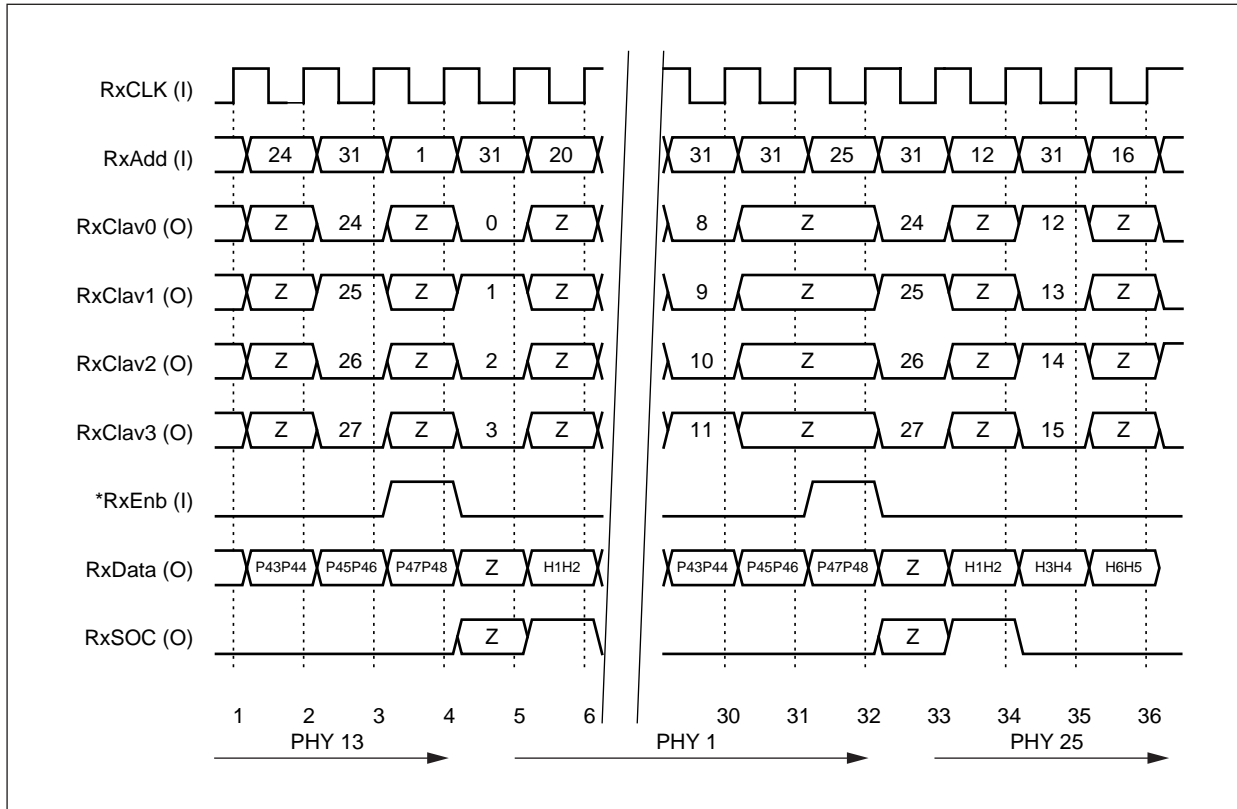 RxCLK (I)
RxAdd (I) 24 31 1 31 20 31 31 25 31 12 31 16
RxClav0 (O) Z 24 Z 0 Z 8 Z 24 Z 12 Z
RxClav1 (O) Z 25 Z 1 Z 9 Z 25 Z 13 Z
RxClav2 (O) Z 26 Z 2 Z 10 Z 26 Z 14 Z
RxClav3 (O) Z 27 Z 3 Z 11 Z 27 Z 15 Z
*RxEnb (I)
RxData (O) P43P44 P45P46 P47P48 Z H1H2 P43P44 P45P46 P47P48 Z H1H2 H3H4 H6H5
RxSOC (O) Z Z
1 2 3 4 5 6 30 31 32 33 34 35 36
PHY 13 PHY 1 PHY 25